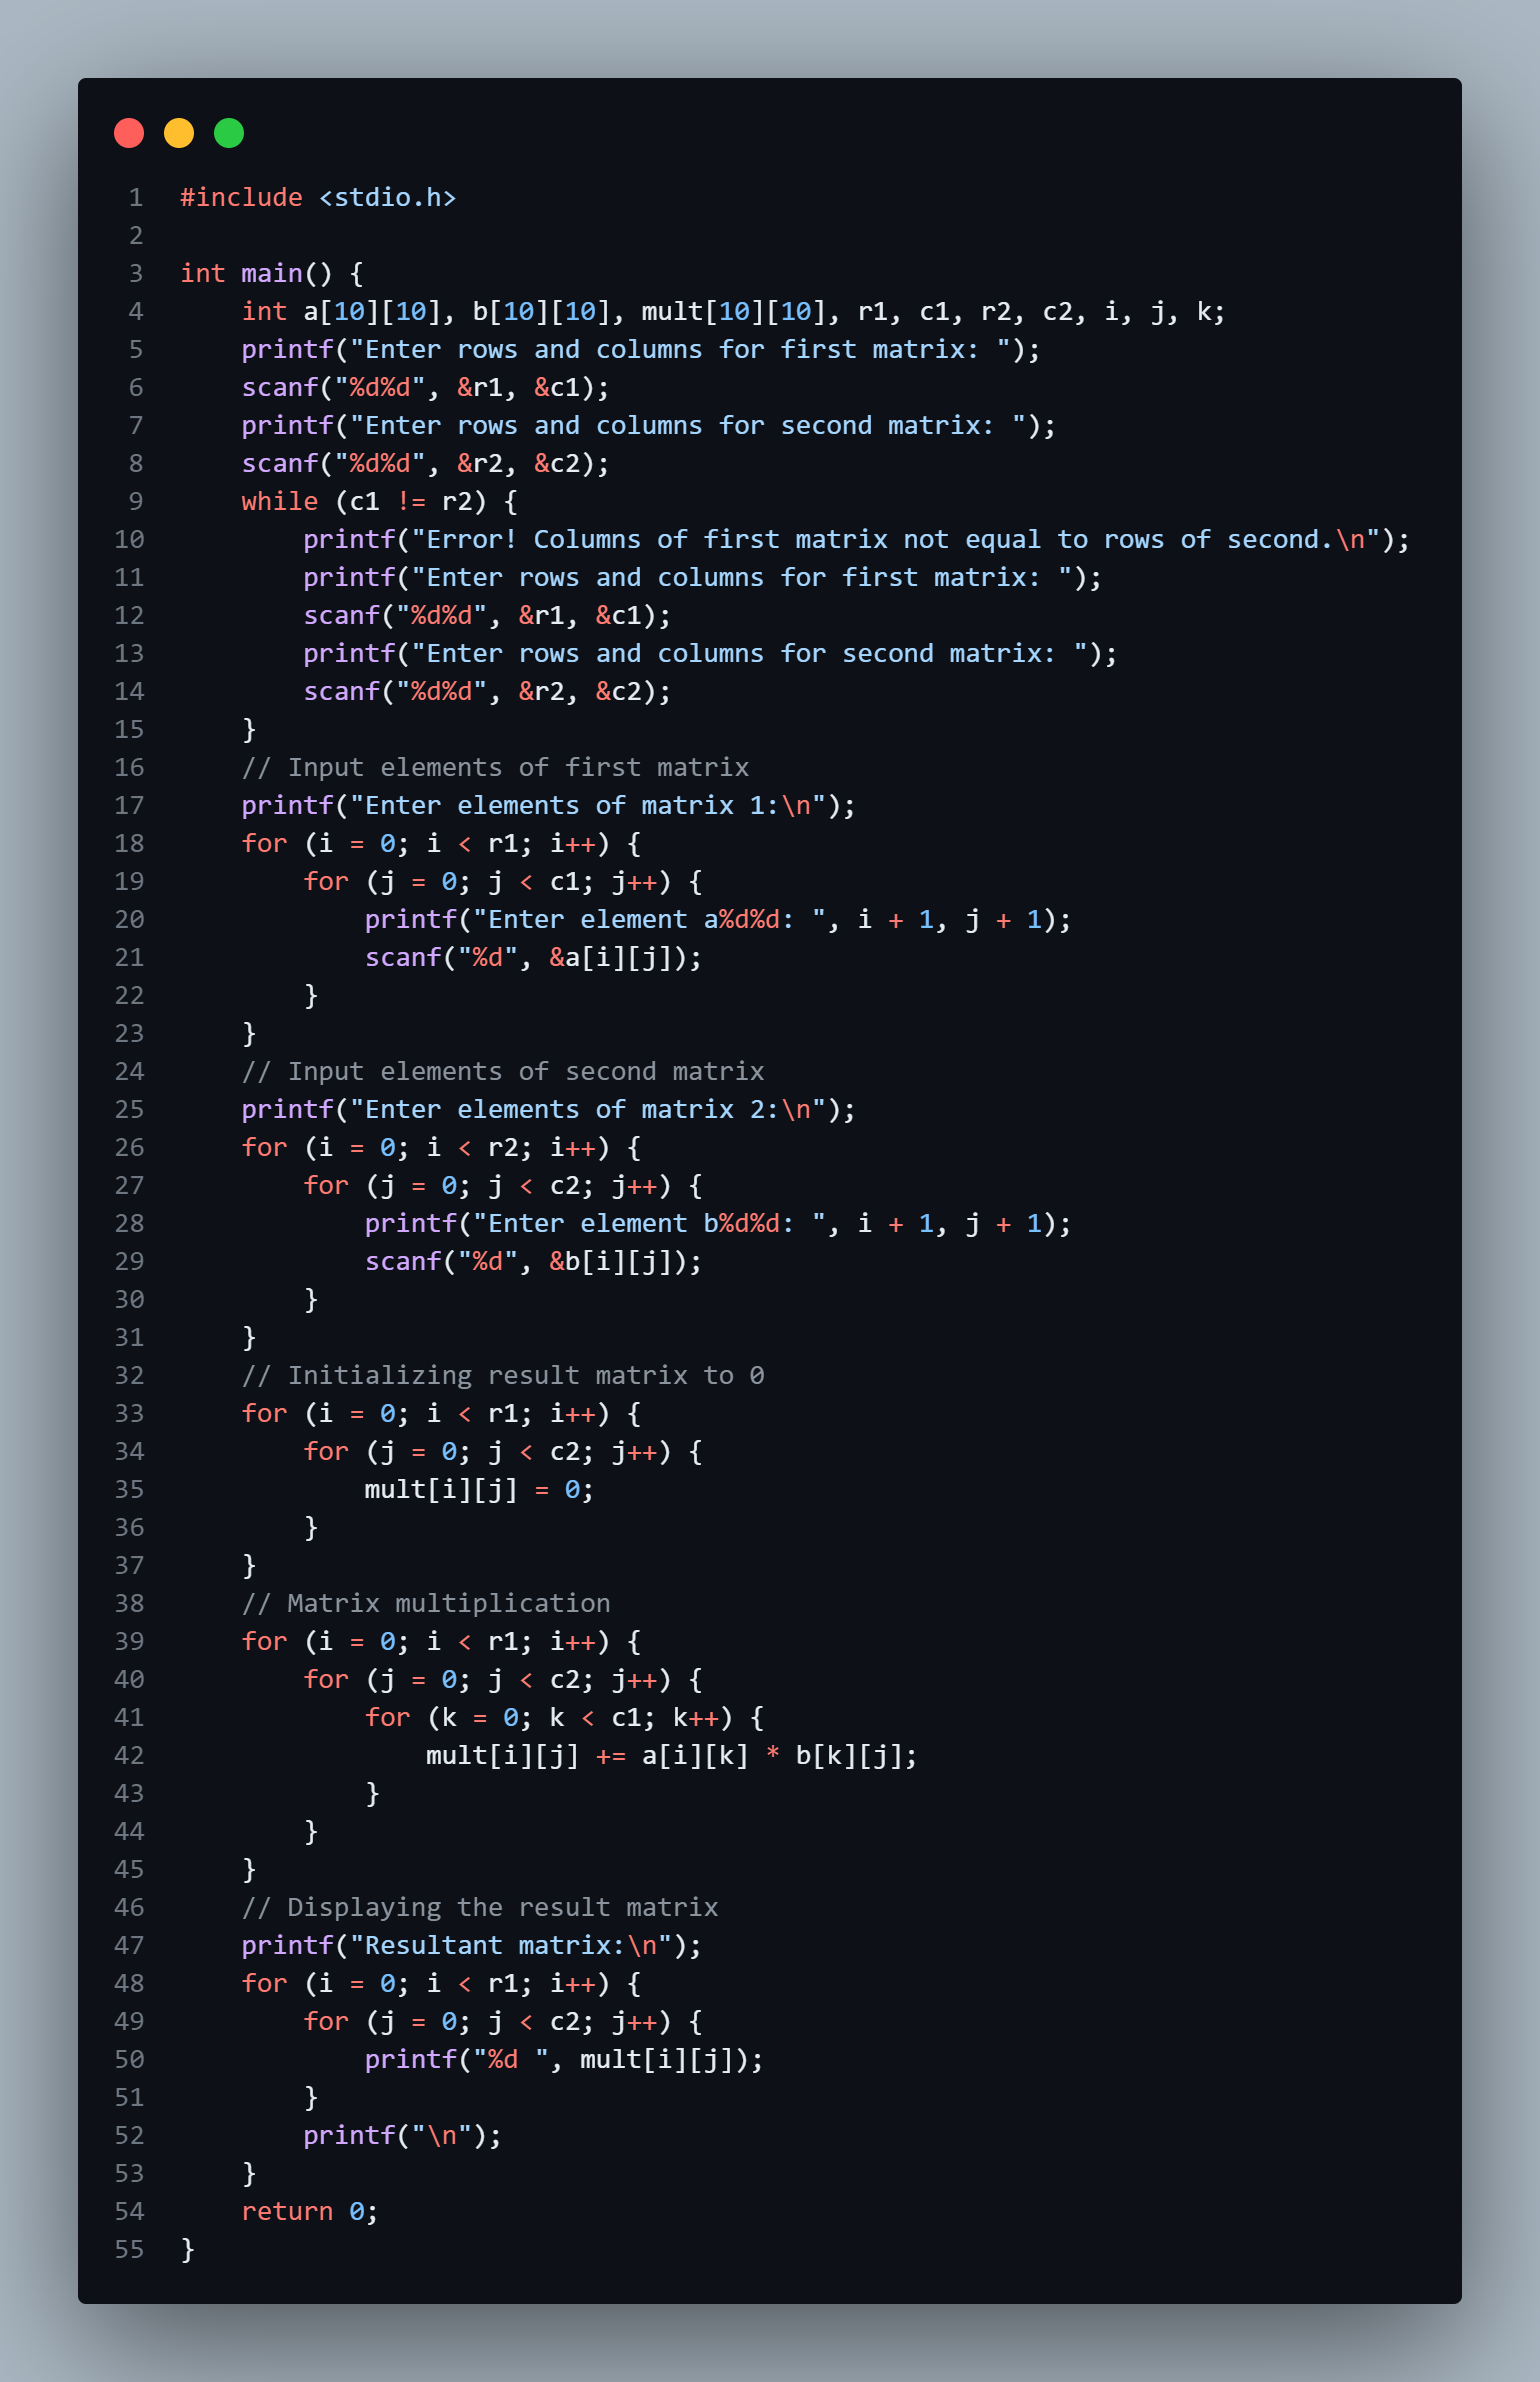 1 #include <stdio.h>
2
3 int main() {
4     int a[10][10], b[10][10], mult[10][10], r1, c1, r2, c2, i, j, k;
5     printf("Enter rows and columns for first matrix: ");
6     scanf("%d%d", &r1, &c1);
7     printf("Enter rows and columns for second matrix: ");
8     scanf("%d%d", &r2, &c2);
9     while (c1 != r2) {
10         printf("Error! Columns of first matrix not equal to rows of second.\n");
11         printf("Enter rows and columns for first matrix: ");
12         scanf("%d%d", &r1, &c1);
13         printf("Enter rows and columns for second matrix: ");
14         scanf("%d%d", &r2, &c2);
15     }
16     // Input elements of first matrix
17     printf("Enter elements of matrix 1:\n");
18     for (i = 0; i < r1; i++) {
19         for (j = 0; j < c1; j++) {
20             printf("Enter element a%d%d: ", i + 1, j + 1);
21             scanf("%d", &a[i][j]);
22         }
23     }
24     // Input elements of second matrix
25     printf("Enter elements of matrix 2:\n");
26     for (i = 0; i < r2; i++) {
27         for (j = 0; j < c2; j++) {
28             printf("Enter element b%d%d: ", i + 1, j + 1);
29             scanf("%d", &b[i][j]);
30         }
31     }
32     // Initializing result matrix to 0
33     for (i = 0; i < r1; i++) {
34         for (j = 0; j < c2; j++) {
35             mult[i][j] = 0;
36         }
37     }
38     // Matrix multiplication
39     for (i = 0; i < r1; i++) {
40         for (j = 0; j < c2; j++) {
41             for (k = 0; k < c1; k++) {
42                 mult[i][j] += a[i][k] * b[k][j];
43             }
44         }
45     }
46     // Displaying the result matrix
47     printf("Resultant matrix:\n");
48     for (i = 0; i < r1; i++) {
49         for (j = 0; j < c2; j++) {
50             printf("%d ", mult[i][j]);
51         }
52         printf("\n");
53     }
54     return 0;
55 }